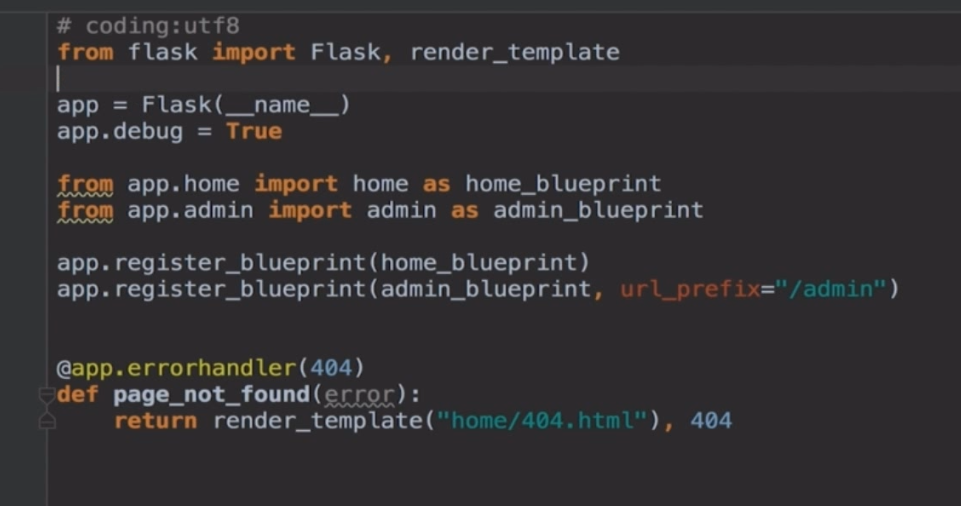 # coding:utf8
from flask import Flask, render_template
app = Flask(__name__)
app.debug = True
from app.home import home as home_blueprint
from app.admin import admin as admin_blueprint
app.register_blueprint(home_blueprint)
app.register_blueprint(admin_blueprint, url_prefix="/admin")
@app.errorhandler(404)
def page_not_found(error):
    return render_template("home/404.html"), 404